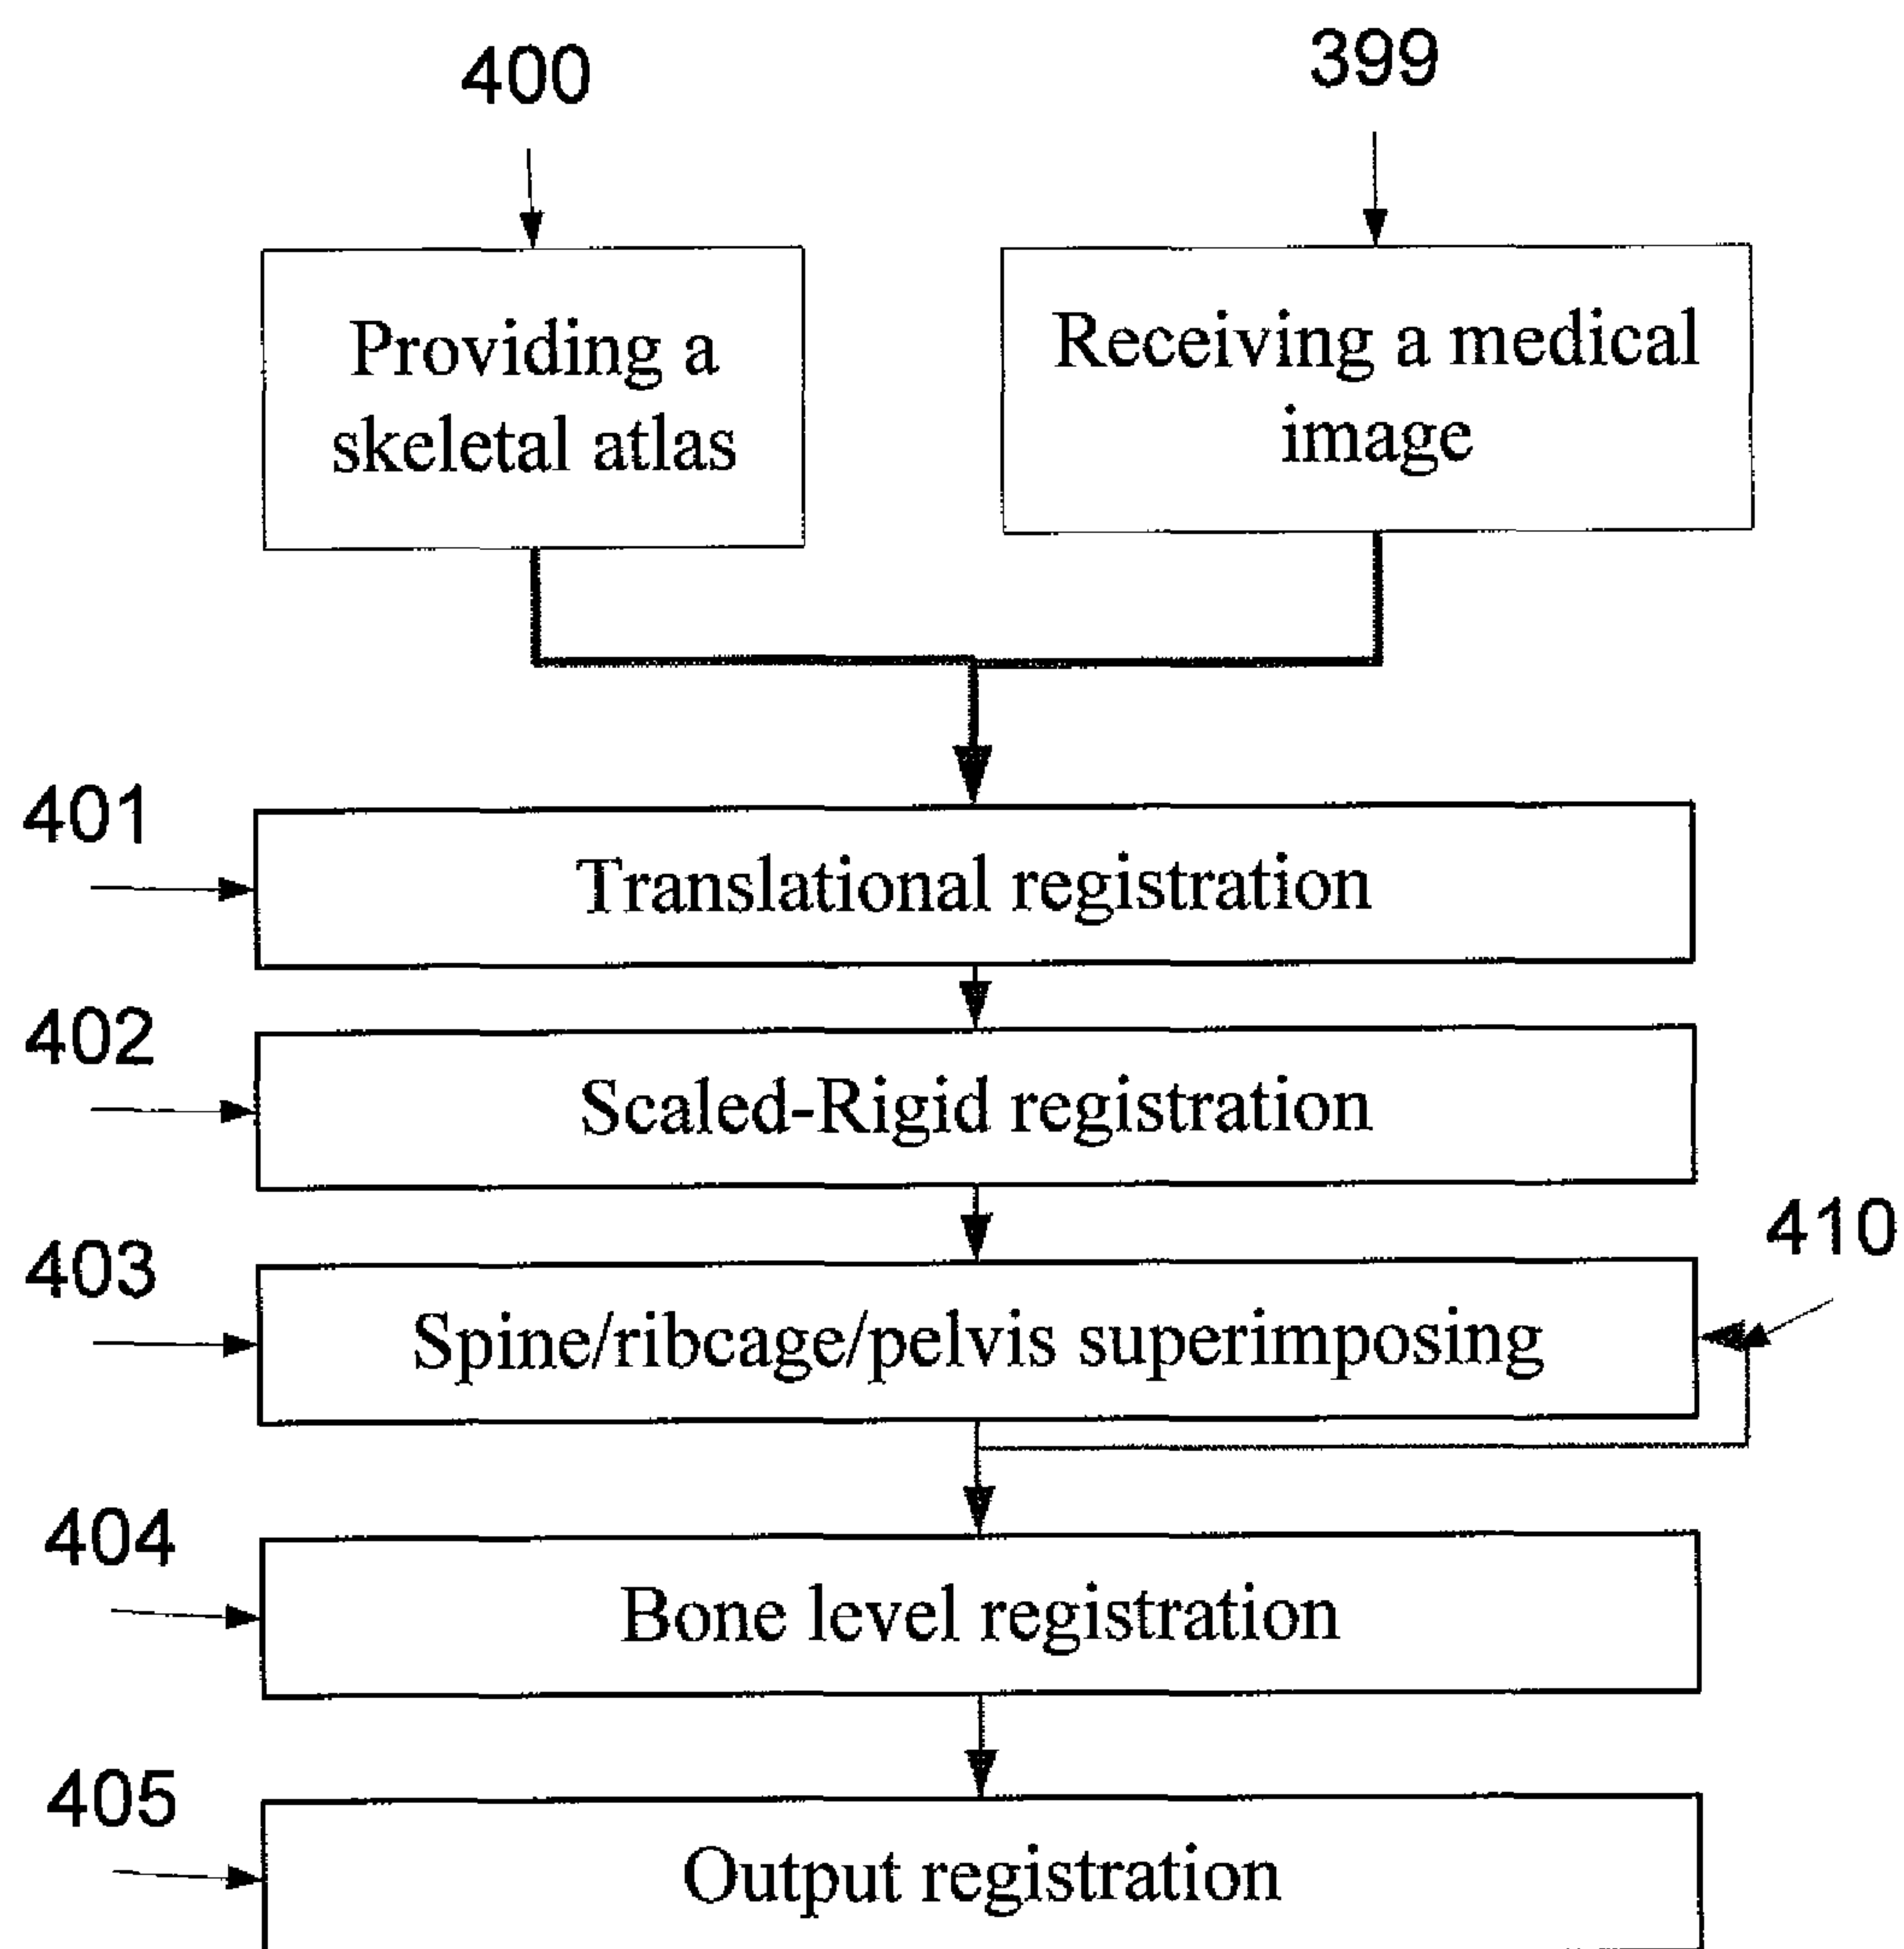 400
399
Providing a
skeletal atlas
Receiving a medical
image
401
Translational registration
402
Scaled-Rigid registration
410
403
Spine/ribcage/pelvis superimposing
404
Bone level registration
405
Output registration